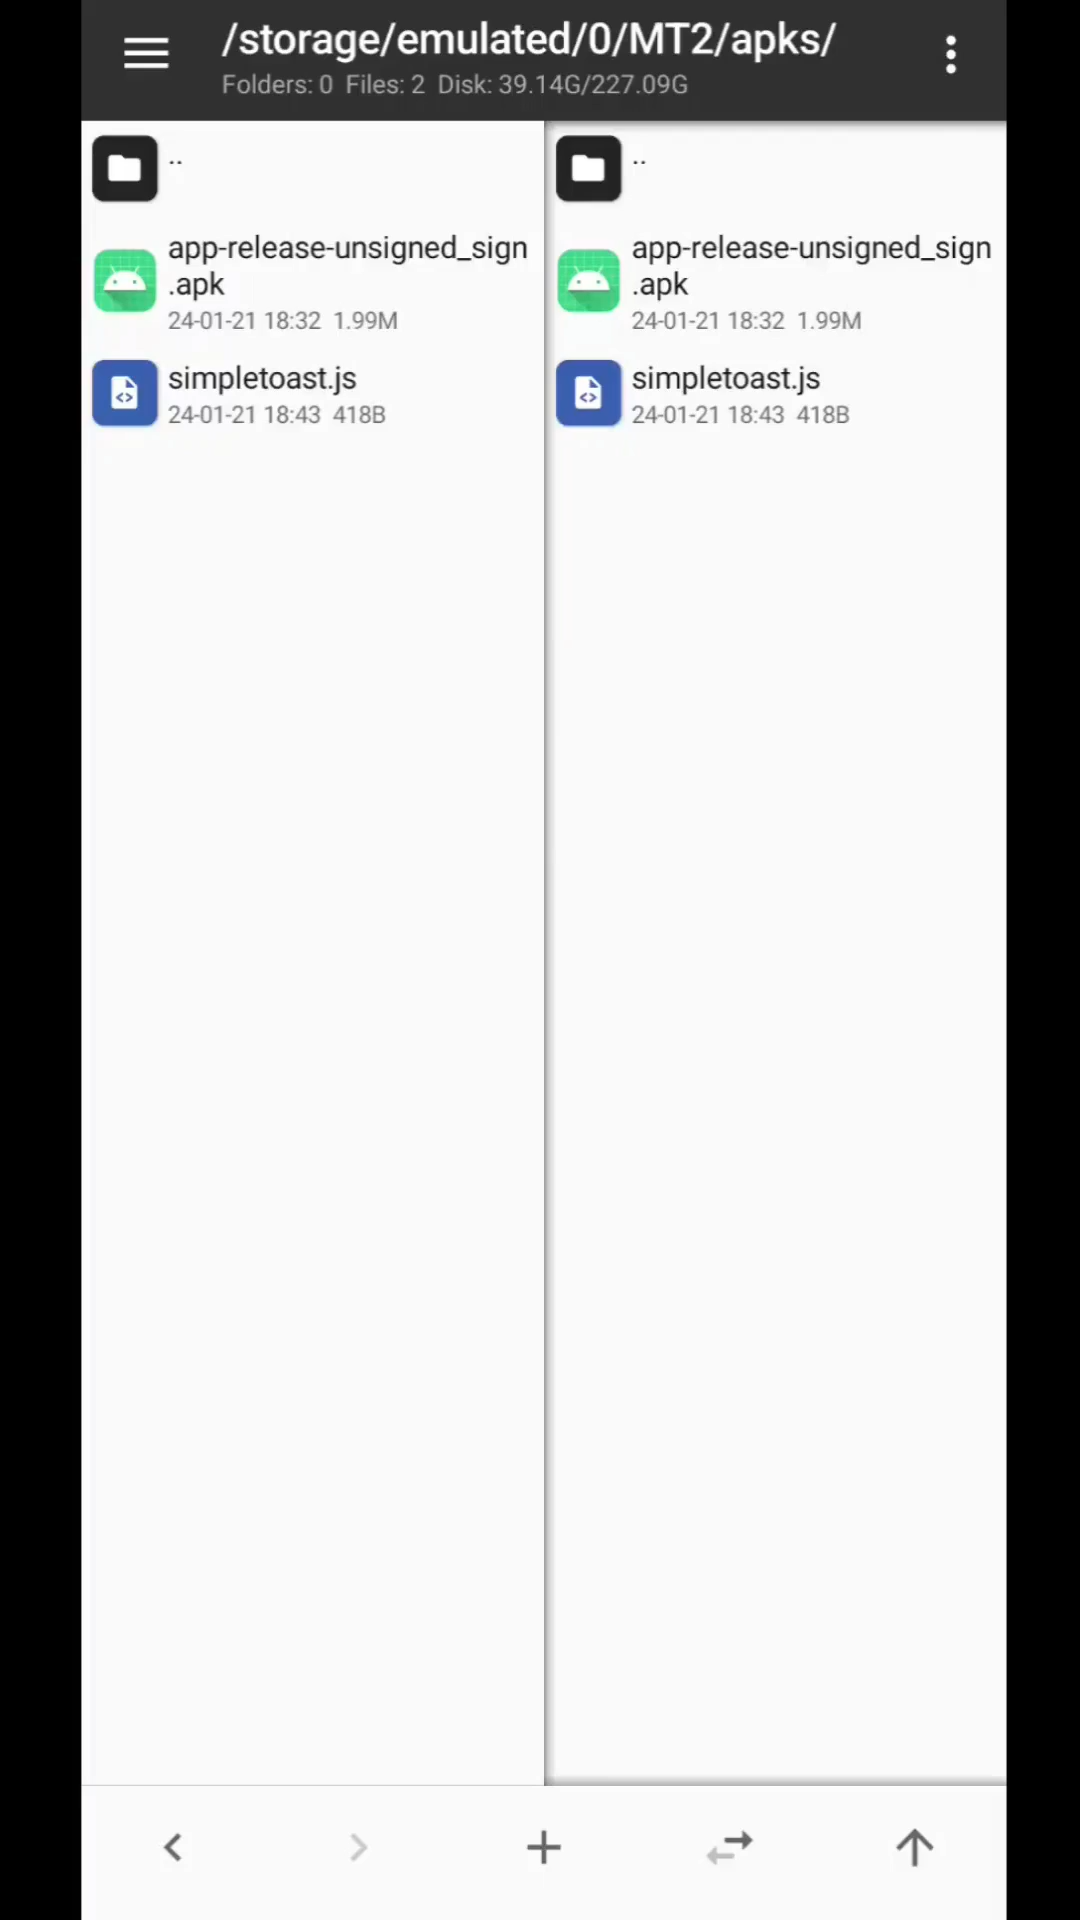 /storage/emulated/0/MT2/apks/
Folders: 0 Files: 2 Disk: 39.14G/227.09G
..
app-release-unsigned_sign
.apk
24-01-21 18:32 1.99M
simpletoast.js
24-01-21 18:43 418B
..
app-release-unsigned_sign
.apk
24-01-21 18:32 1.99M
simpletoast.js
24-01-21 18:43 418B